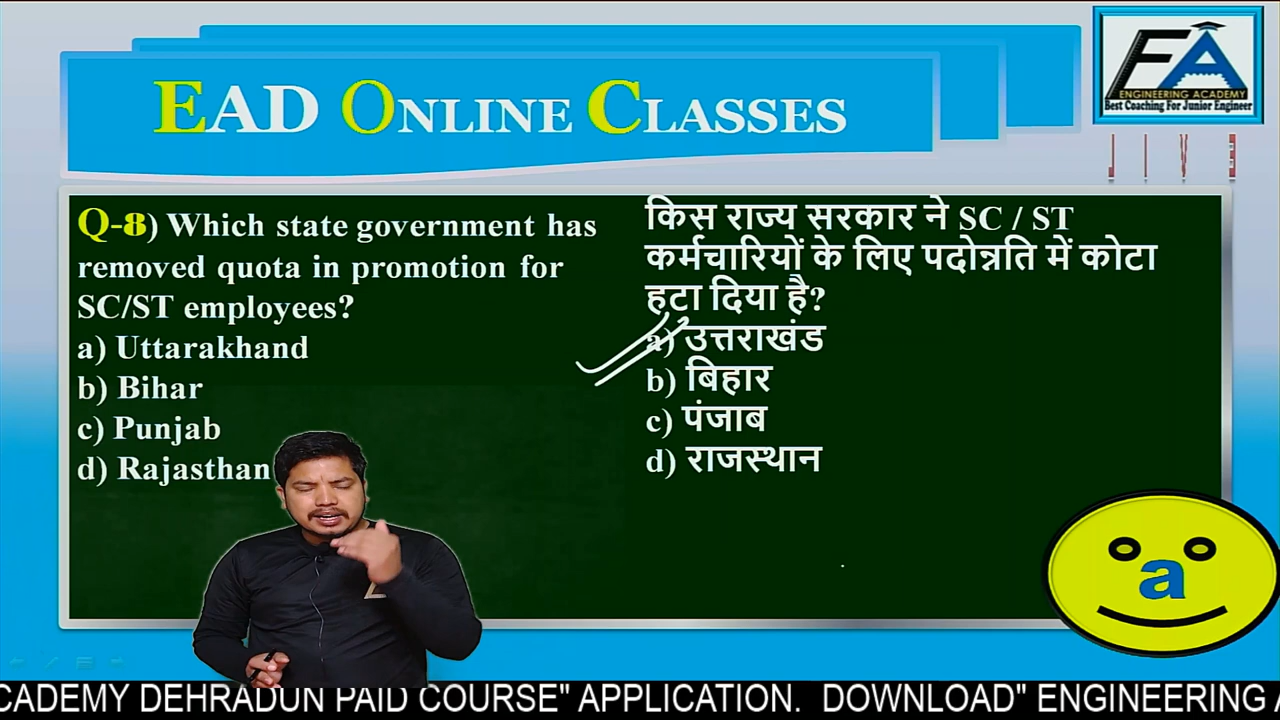 EAD ONLINE CLASSES
ENGINEERING ACADEMY
Best Coaching For Junior Engineer
LIVE
Q-8) Which state government has
removed quota in promotion for
SC/ST employees?
a) Uttarakhand
b) Bihar
c) Punjab
d) Rajasthan
किस राज्य सरकार ने SC / ST
कर्मचारियों के लिए पदोन्नति में कोटा
हटा दिया है?
a) उत्तराखंड
b) बिहार
c) पंजाब
d) राजस्थान
a
CADEMY DEHRADUN PAID COURSE" APPLICATION. DOWNLOAD" ENGINEERING A